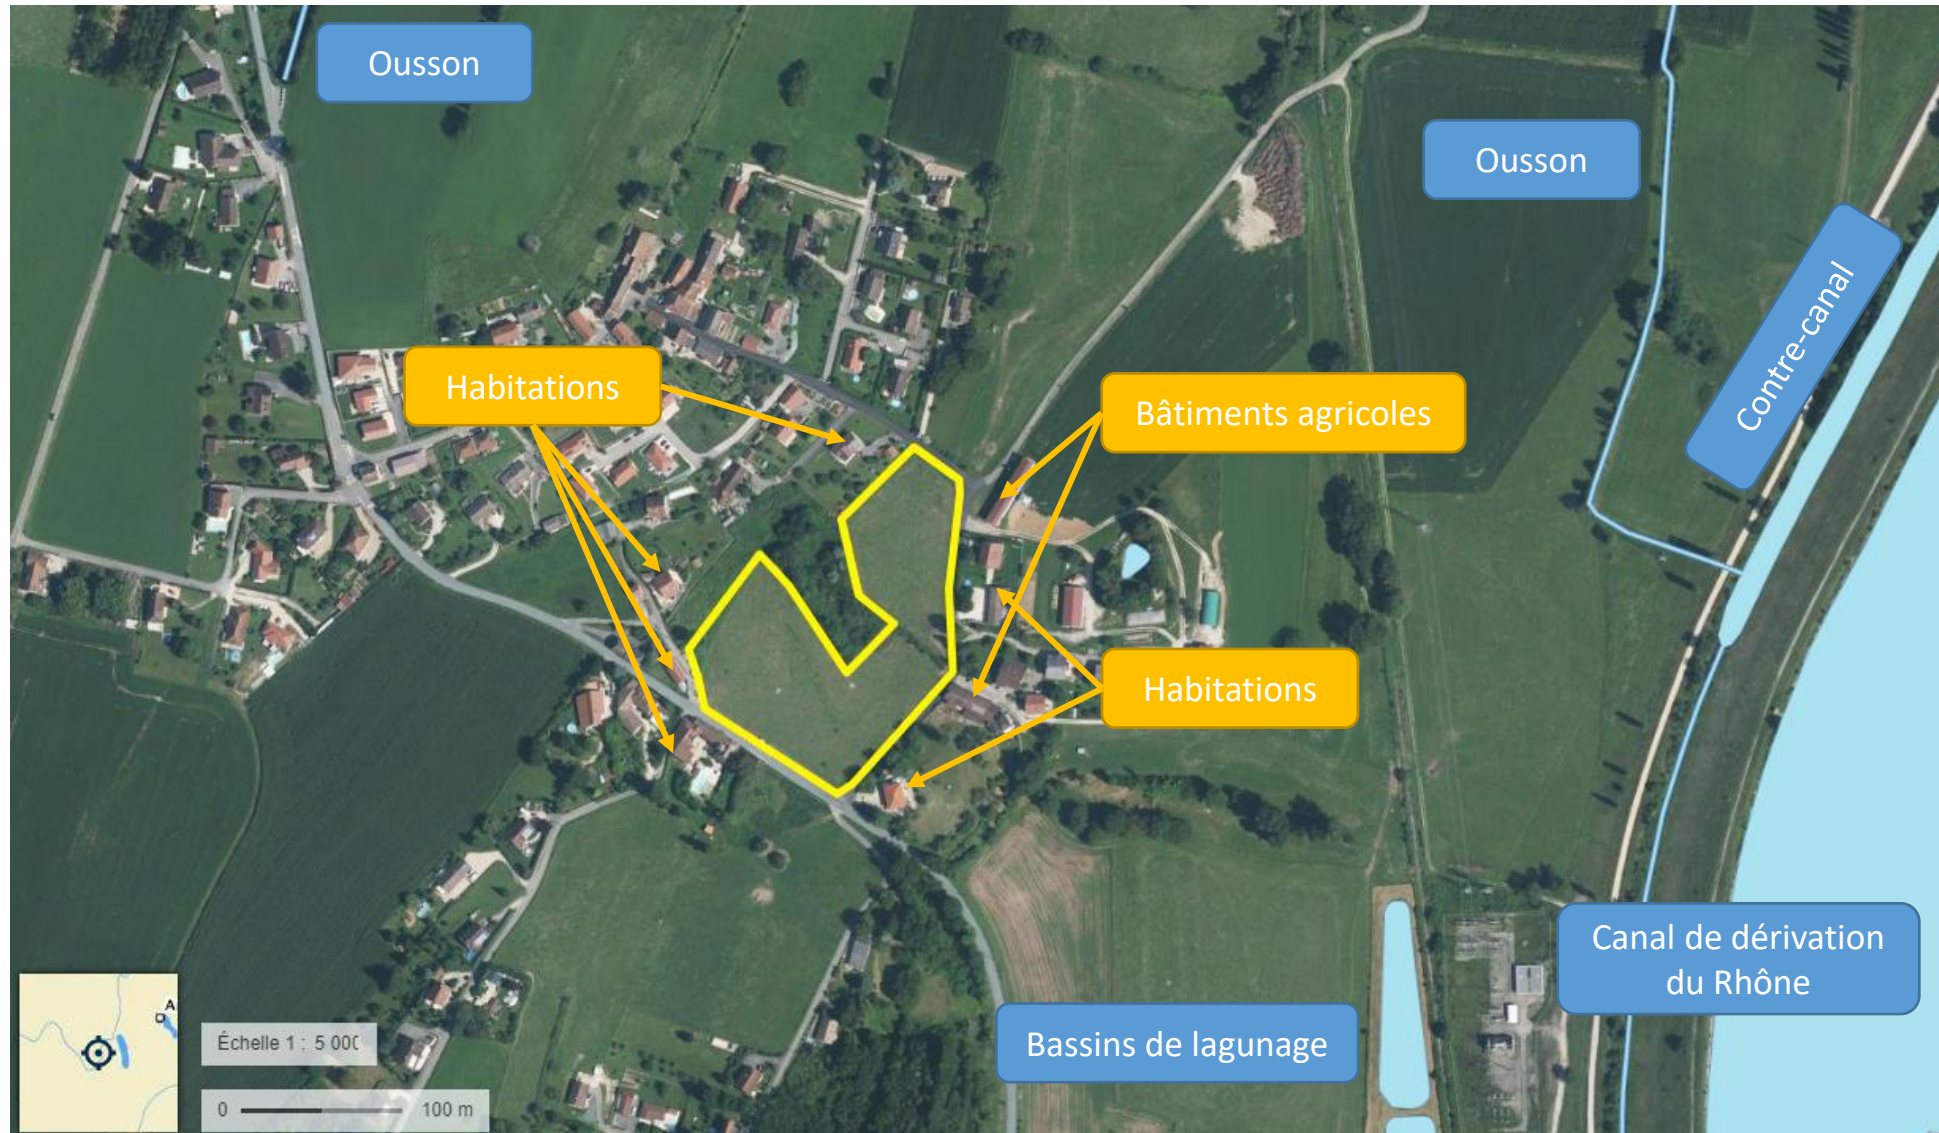 Ousson
Ousson
Contre-canal
Habitations
Bâtiments agricoles
Habitations
Canal de dérivation
du Rhône
Bassins de lagunage
A
Échelle 1 : 5 000
0 100 m